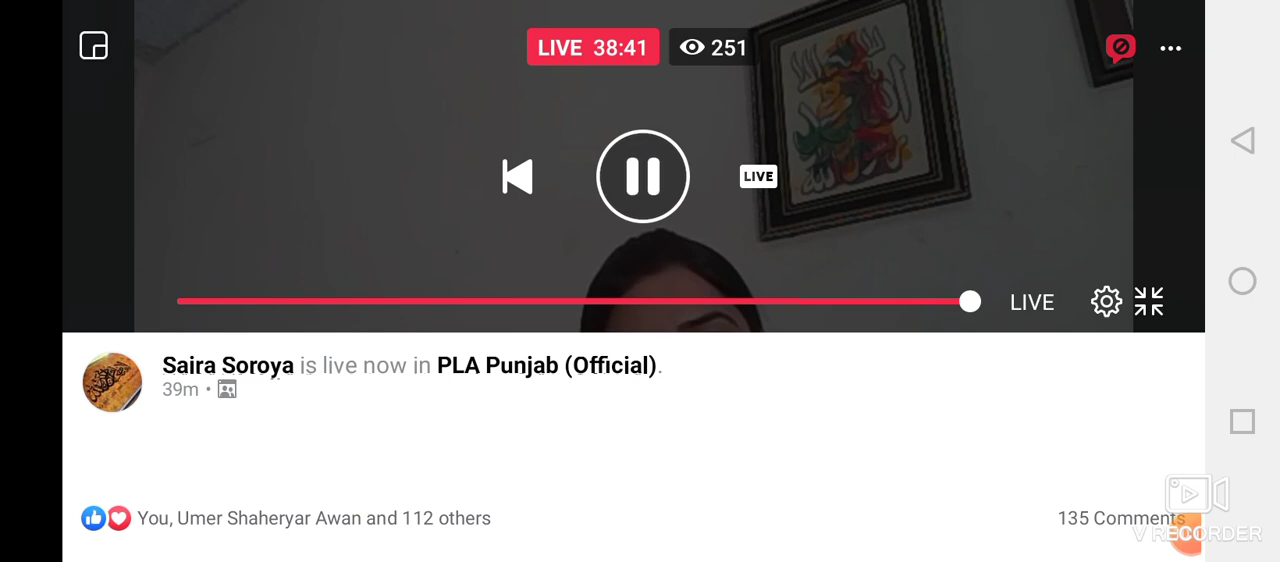 LIVE 38:41 251
LIVE
LIVE
Saira Soroya is live now in PLA Punjab (Official).
39m •
You, Umer Shaheryar Awan and 112 others
135 Comments
V RECORDER